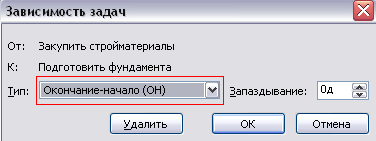 Зависимость задач
От: Закупить стройматериалы
К: Подготовить фундамента
Тип: Окончание-начало (ОН) Запаздывание: 0д
Удалить ОК Отмена